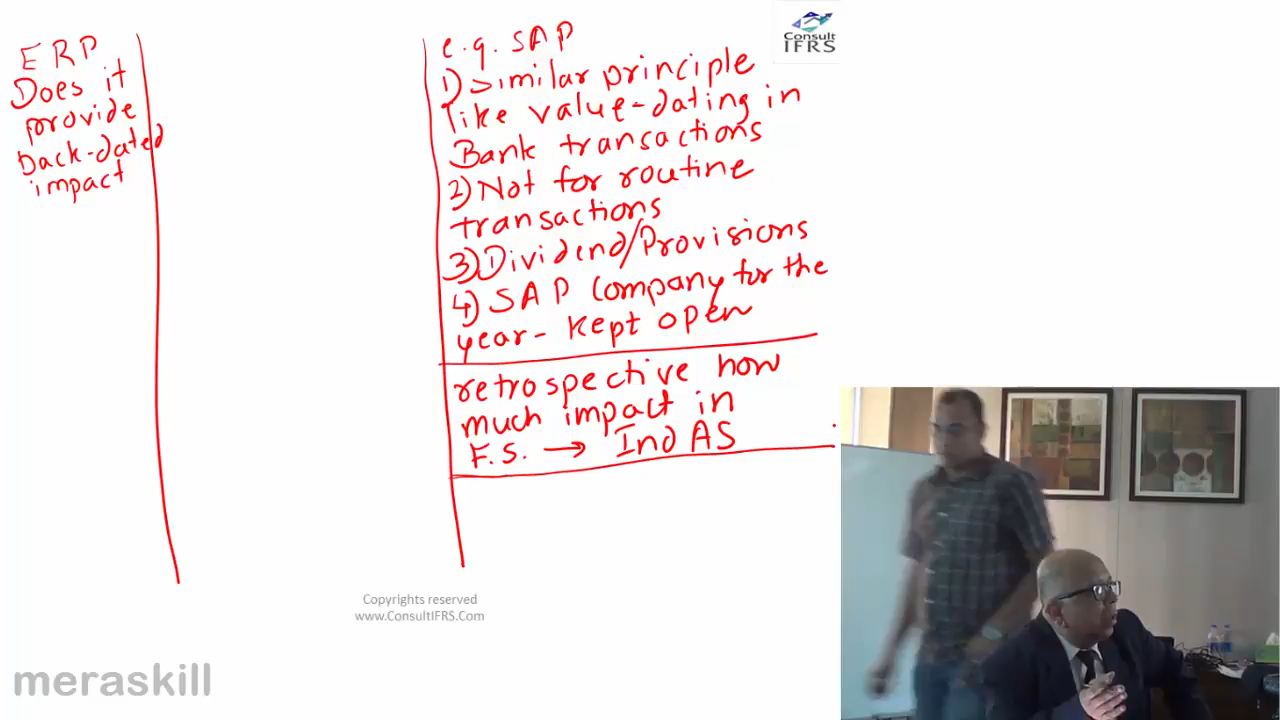 ERP
Does it
provide
back-dated
impact
e.g. SAP
1) Similar principle
like value-dating in
Bank transactions
2) Not for routine
transactions
3) Dividend/Provisions
4) SAP Company for the
year- kept open
retrospective how
much impact in
F.S. → Ind AS
Consult
IFRS
Copyrights reserved
www.ConsultIFRS.Com
meraskill